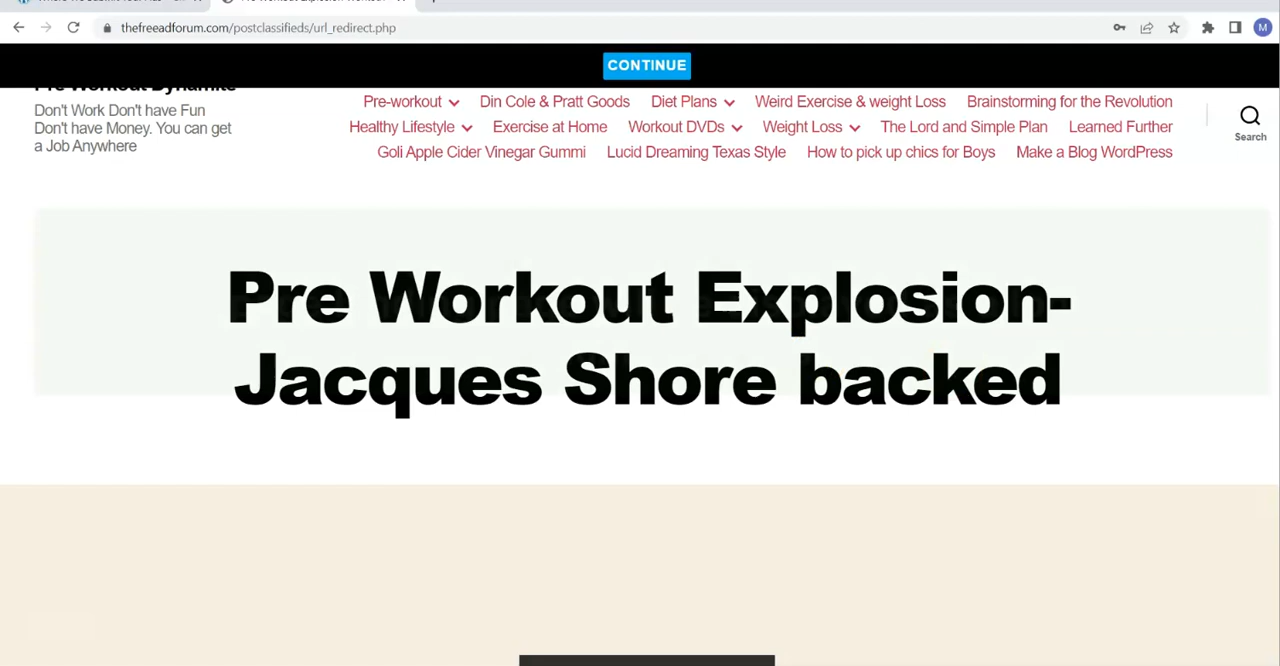 thefreeadforum.com/postclassifieds/url_redirect.php
M
CONTINUE
Pre Workout Dynamite
Don't Work Don't have Fun
Don't have Money. You can get
a Job Anywhere
Pre-workout Din Cole & Pratt Goods Diet Plans Weird Exercise & weight Loss Brainstorming for the Revolution
Healthy Lifestyle Exercise at Home Workout DVDs Weight Loss The Lord and Simple Plan Learned Further
Goli Apple Cider Vinegar Gummi Lucid Dreaming Texas Style How to pick up chics for Boys Make a Blog WordPress
Search
Pre Workout Explosion-
Jacques Shore backed